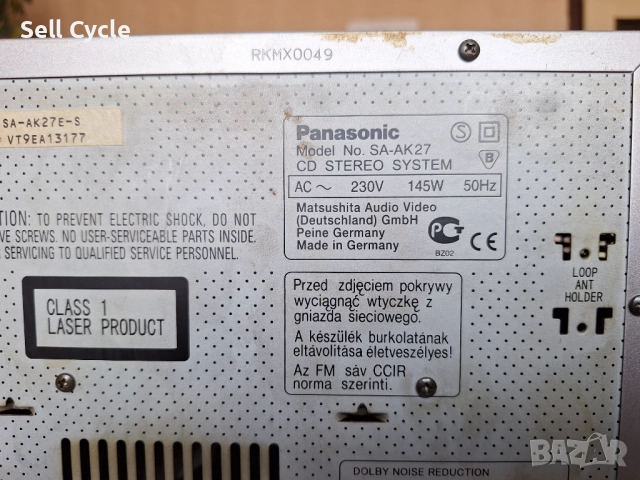 Sell Cycle
RKMX0049
SA-AK27E-S
VT9EA13177
Panasonic
Model No. SA-AK27
CD STEREO SYSTEM
S
B
AC ~ 230V 145W 50Hz
Matsushita Audio Video
(Deutschland) GmbH
Peine Germany
Made in Germany
PCT
BZ02
CE
TION: TO PREVENT ELECTRIC SHOCK, DO NOT
VE SCREWS. NO USER-SERVICEABLE PARTS INSIDE.
SERVICING TO QUALIFIED SERVICE PERSONNEL.
CLASS 1
LASER PRODUCT
Przed zdjęciem pokrywy
wyciągnąć wtyczkę z
gniazda sieciowego.
A készülék burkolatának
eltávolítása életveszélyes!
Az FM sáv CCIR
norma szerinti.
LOOP
ANT
HOLDER
DOLBY NOISE REDUCTION
BAZAR